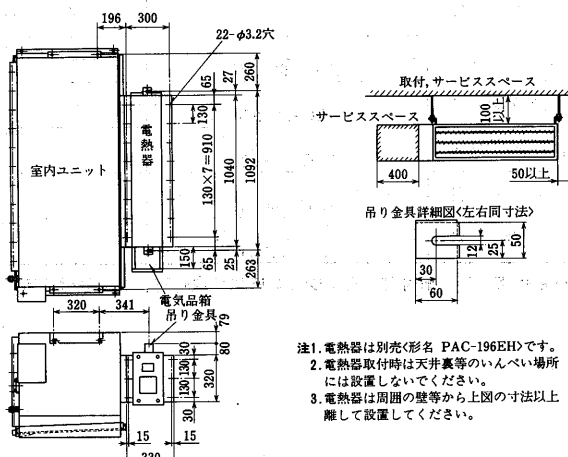 196
300
22-φ3.2穴
65
27
260
130
室内ユニット
電熱器
130×7=910
1040
1092
150
65
25
263
電気品箱
吊り金具
320
341
79
80
30
130
130
30
320
15
15
330
取付,サービススペース
サービススペース
100以上
400
50以上
吊り金具詳細図<左右同寸法>
12
25
50
30
60
注1.電熱器は別売<形名 PAC-196EH>です。
2.電熱器取付時は天井裏等のいんぺい場所
には設置しないでください。
3.電熱器は周囲の壁等から上図の寸法以上
離して設置してください。